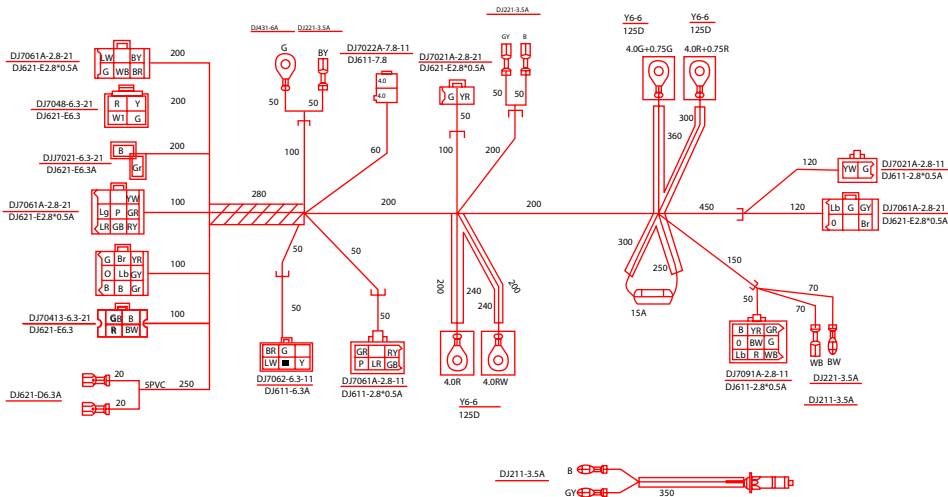 DJ431-6A
DJ221-3.5A
DJ221-3.5A
Y6-6
125D
Y6-6
125D
G
BY
GY
B
4.0G+0.75G
4.0R+0.75R
DJ7061A-2.8-21
DJ621-E2.8*0.5A
LW
BY
G
WB
BR
200
DJ7022A-7.8-11
DJ611-7.8
4.0
4.0
DJ7021A-2.8-21
DJ621-E2.8*0.5A
G
YR
50
50
50
50
DJ7048-6.3-21
DJ621-E6.3
R
Y
W1
G
200
50
300
360
DJJ7021-6.3-21
DJ621-E6.3A
B
Gr
200
100
60
100
200
DJ7061A-2.8-21
DJ621-E2.8*0.5A
YW
Lg
P
GR
LR
GB
RY
100
280
200
200
450
120
120
YW
G
DJ7021A-2.8-11
DJ611-2.8*0.5A
Lb
G
GY
0
Br
DJ7061A-2.8-21
DJ621-E2.8*0.5A
G
Br
YR
O
Lb
GY
B
B
Gr
100
50
50
200
240
240
200
300
250
15A
150
50
70
70
DJ70413-6.3-21
DJ621-E6.3
G
GB
B
R
BW
100
50
50
BR
G
LW
Y
DJ7062-6.3-11
DJ611-6.3A
GR
RY
P
LR
GB
DJ7061A-2.8-11
DJ611-2.8*0.5A
4.0R
4.0RW
Y6-6
125D
B
YR
GR
0
BW
G
Lb
R
WB
DJ7091A-2.8-11
DJ611-2.8*0.5A
WB
BW
DJ221-3.5A
DJ211-3.5A
DJ621-D6.3A
20
20
5PVC
250
DJ211-3.5A
B
GY
350